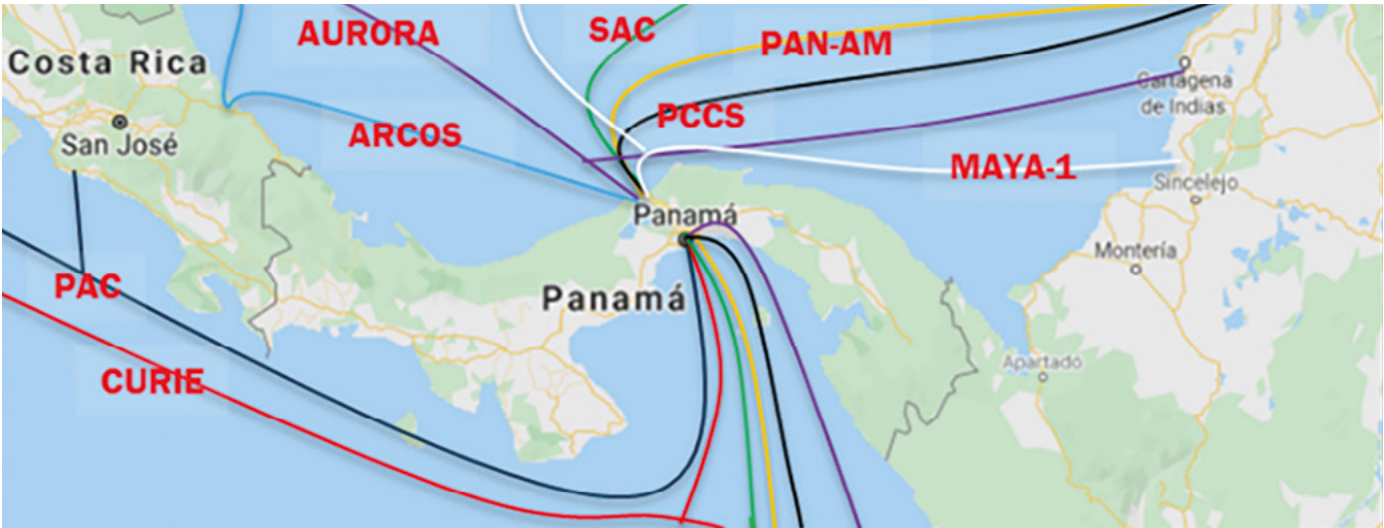 AURORA
SAC
PAN-AM
Costa Rica
Cartagena
de Indias
PCCS
ARCOS
San José
MAYA-1
Sincelejo
Panamá
Montería
PAC
Panamá
Apartadó
CURIE